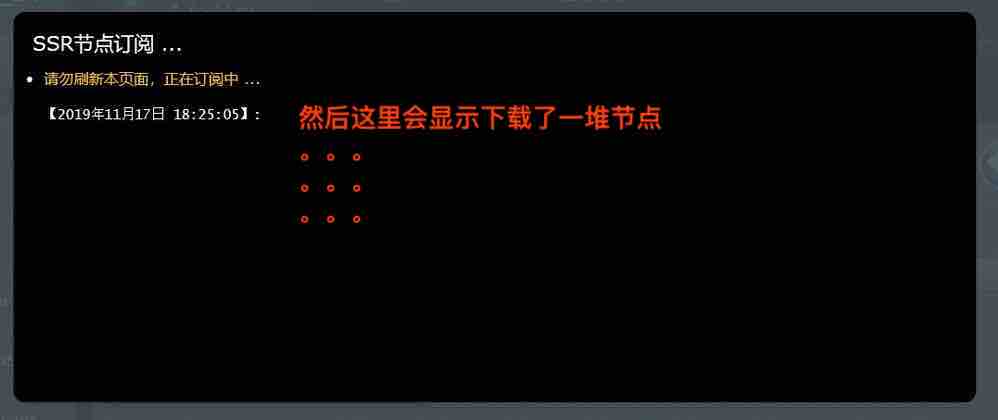 SSR节点订阅 ...
请勿刷新本页面，正在订阅中 ...
【2019年11月17日 18:25:05】: 然后这里会显示下载了一堆节点
。。。
。。。
。。。